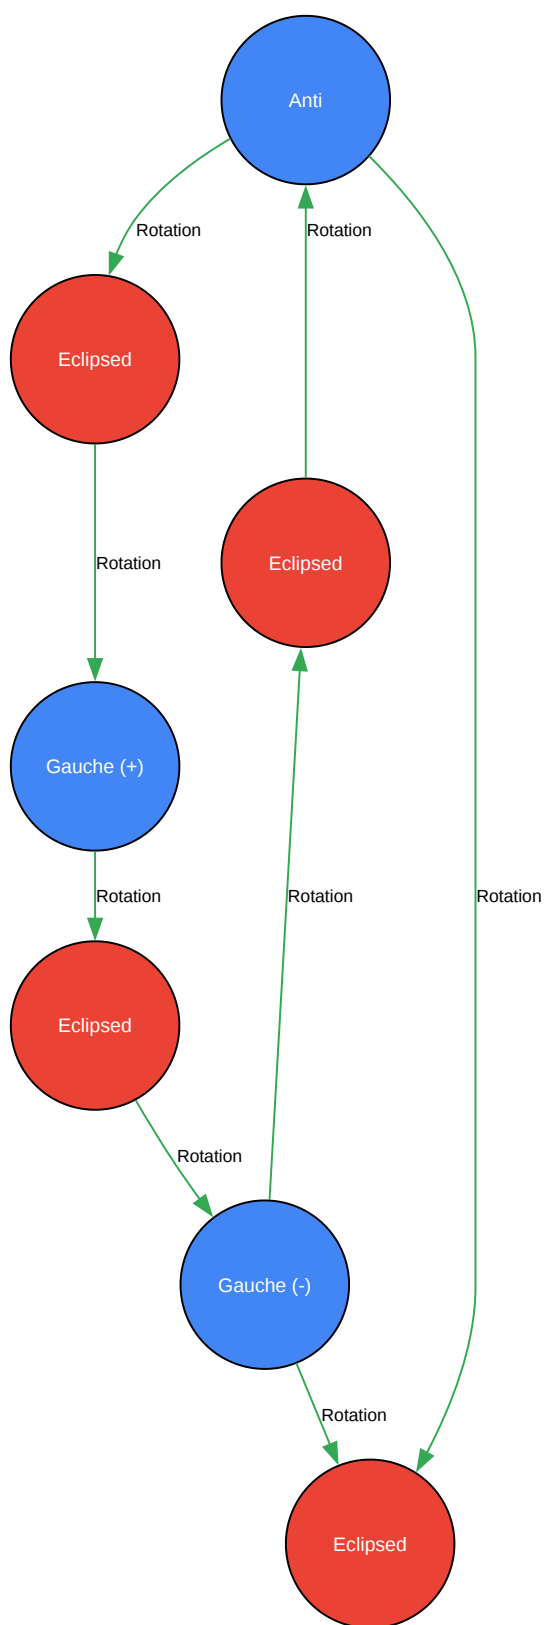 Anti
Rotation
Rotation
Eclipsed
Rotation
Eclipsed
Gauche (+)
Rotation
Rotation
Rotation
Eclipsed
Rotation
Gauche (-)
Rotation
Eclipsed